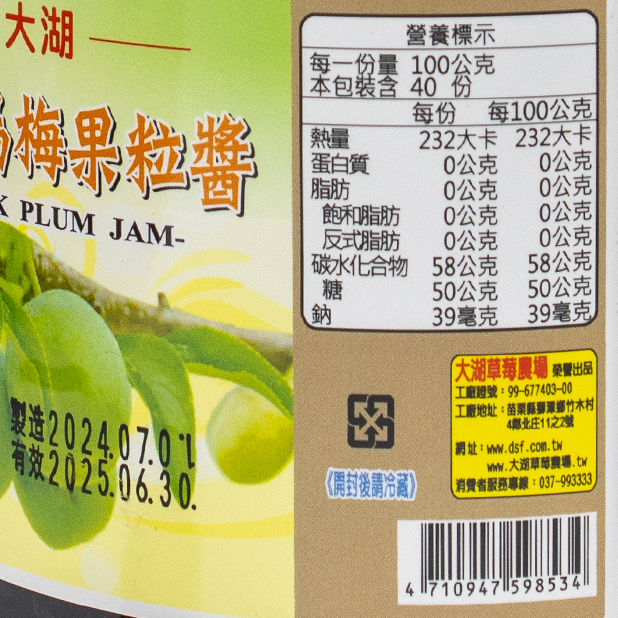 大湖
梅果粒醬
PLUM JAM-
製造2024.07.01
有效2025.06.30.
營養標示
每一份量 100公克
本包裝含 40 份
每份 每100公克
熱量 232大卡 232大卡
蛋白質 0公克 0公克
脂肪 0公克 0公克
飽和脂肪 0公克 0公克
反式脂肪 0公克 0公克
碳水化合物 58公克 58公克
糖 50公克 50公克
鈉 39毫克 39毫克
《開封後請冷藏》
大湖草莓農場 榮譽出品
工廠證號：99-677403-00
工廠地址：苗栗縣獅潭鄉竹木村
4鄰北庄11之2號
網址：www.dsf.com.tw
www.大湖草莓農場.tw
消費者服務專線：037-993333
4 710947 598534